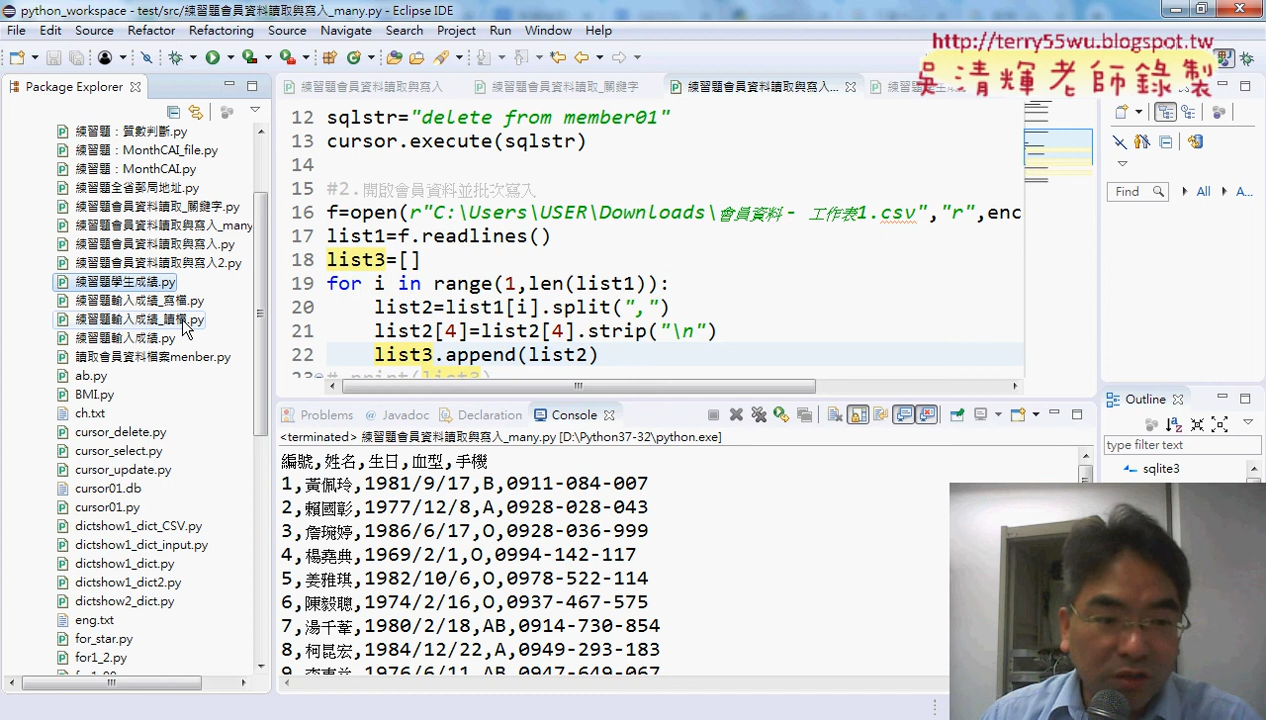 python_workspace - test/src/練習題會員資料讀取與寫入_many.py - Eclipse IDE
File Edit Source Refactor Refactoring Source Navigate Search Project Run Window Help
http://terry55wu.blogspot.tw
吳清輝老師錄製
Package Explorer
練習題會員資料讀取與寫入
練習題會員資料讀取_關鍵字
練習題會員資料讀取與寫入...
練習題：質數判斷.py
練習題：MonthCAI_file.py
練習題：MonthCAI.py
練習題全省郵局地址.py
練習題會員資料讀取_關鍵字.py
練習題會員資料讀取與寫入_many
練習題會員資料讀取與寫入.py
練習題會員資料讀取與寫入2.py
練習題學生成績.py
練習題輸入成績_寫檔.py
練習題輸入成績_讀檔.py
練習題輸入成績.py
讀取會員資料檔案menber.py
ab.py
BMI.py
ch.txt
cursor_delete.py
cursor_select.py
cursor_update.py
cursor01.db
cursor01.py
dictshow1_dict_CSV.py
dictshow1_dict_input.py
dictshow1_dict.py
dictshow1_dict2.py
dictshow2_dict.py
eng.txt
for_star.py
for1_2.py
12 sqlstr="delete from member01"
13 cursor.execute(sqlstr)
14
15 #2.開啟會員資料並批次寫入
16 f=open(r"C:\Users\USER\Downloads\會員資料 - 工作表1.csv","r",enc
17 list1=f.readlines()
18 list3=[]
19 for i in range(1,len(list1)):
20 list2=list1[i].split(",")
21 list2[4]=list2[4].strip("\n")
22 list3.append(list2)
23 # print(list3)
Problems Javadoc Declaration Console
<terminated> 練習題會員資料讀取與寫入_many.py [D:\Python37-32\python.exe]
編號,姓名,生日,血型,手機
1,黃佩玲,1981/9/17,B,0911-084-007
2,賴國彰,1977/12/8,A,0928-028-043
3,詹琬婷,1986/6/17,O,0928-036-999
4,楊堯典,1969/2/1,O,0994-142-117
5,姜雅琪,1982/10/6,O,0978-522-114
6,陳毅聰,1974/2/16,O,0937-467-575
7,湯千葦,1980/2/18,AB,0914-730-854
8,柯昆宏,1984/12/22,A,0949-293-183
Find All A...
Outline
type filter text
sqlite3